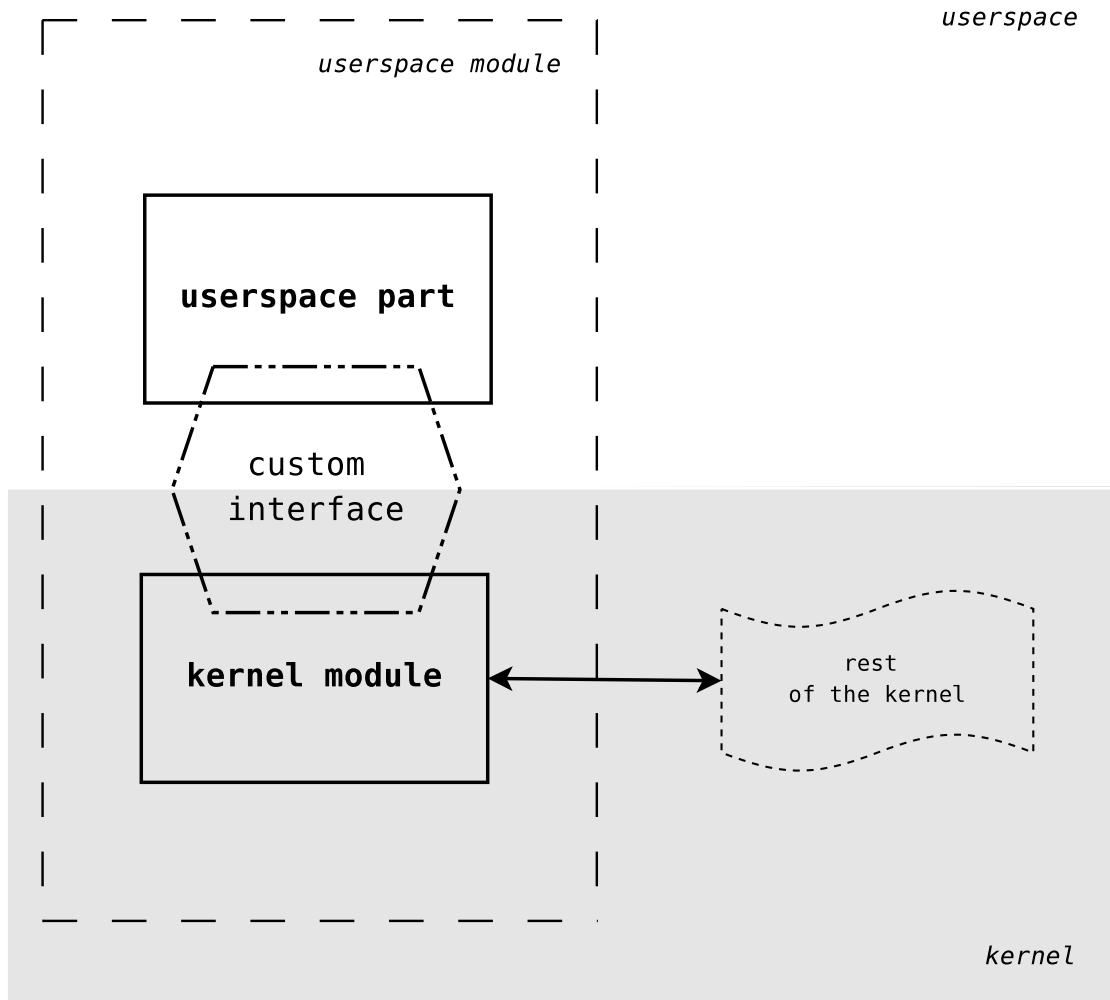 userspace
userspace module
userspace part
custom
interface
kernel module
rest
of the kernel
kernel